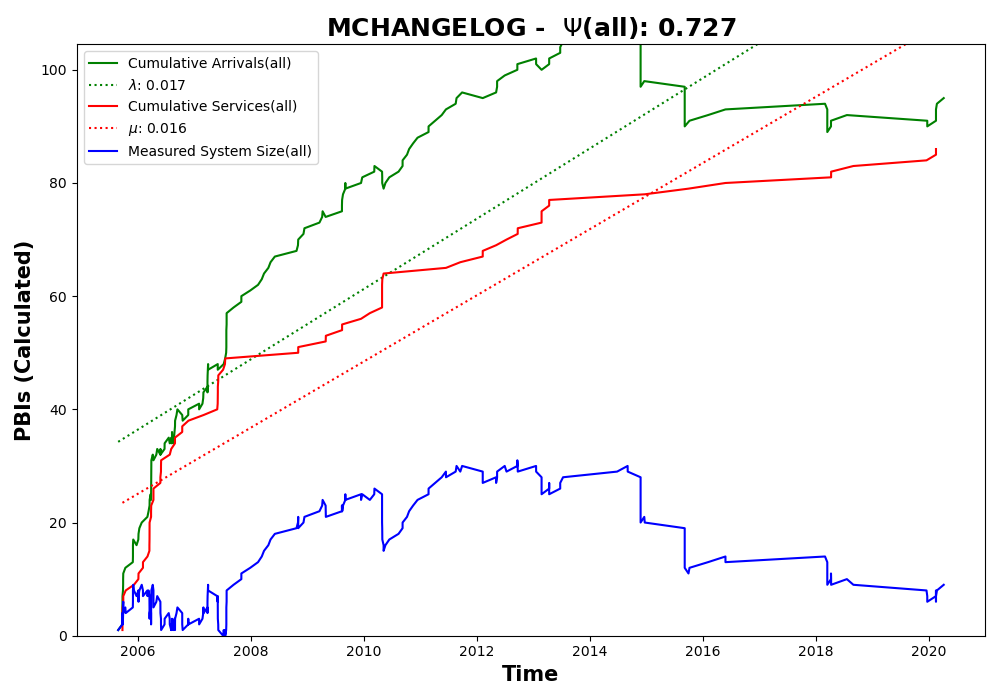 MCHANGELOG - Ψ(all): 0.727
Cumulative Arrivals(all)
λ: 0.017
Cumulative Services(all)
μ: 0.016
Measured System Size(all)
PBIs (Calculated)
100
80
60
40
20
0
2006 2008 2010 2012 2014 2016 2018 2020
Time